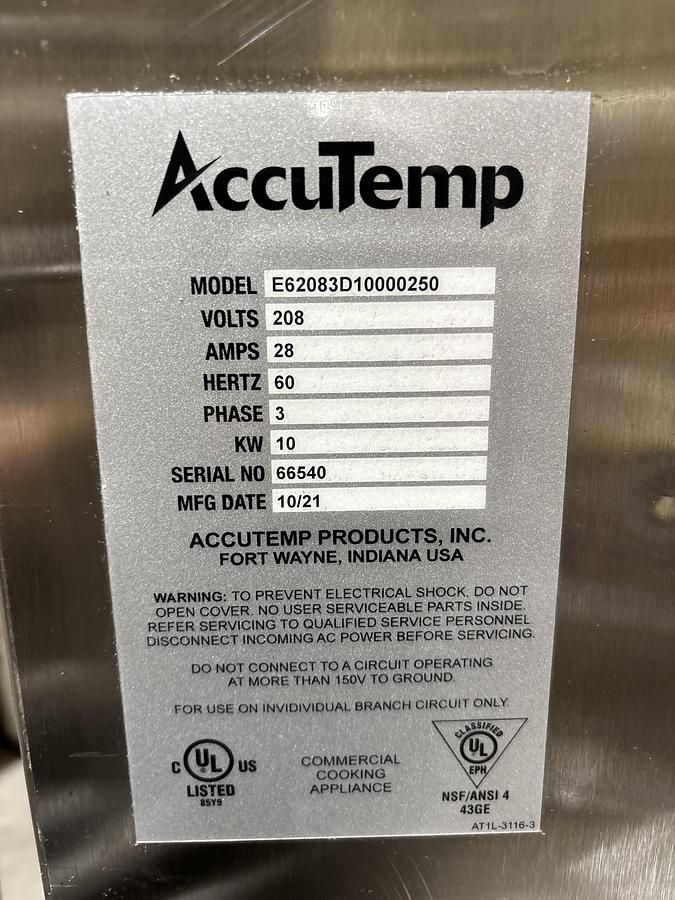 AccuTemp
MODEL E62083D10000250
VOLTS 208
AMPS 28
HERTZ 60
PHASE 3
KW 10
SERIAL NO 66540
MFG DATE 10/21
ACCUTEMP PRODUCTS, INC.
FORT WAYNE, INDIANA USA
WARNING: TO PREVENT ELECTRICAL SHOCK, DO NOT
OPEN COVER. NO USER SERVICEABLE PARTS INSIDE.
REFER SERVICING TO QUALIFIED SERVICE PERSONNEL.
DISCONNECT INCOMING AC POWER BEFORE SERVICING.
DO NOT CONNECT TO A CIRCUIT OPERATING
AT MORE THAN 150V TO GROUND.
FOR USE ON INVIDIVIDUAL BRANCH CIRCUIT ONLY.
C UL US
LISTED
85Y9
COMMERCIAL
COOKING
APPLIANCE
CLASSIFIED
UL
EPH
NSF/ANSI 4
43GE
AT1L-3116-3